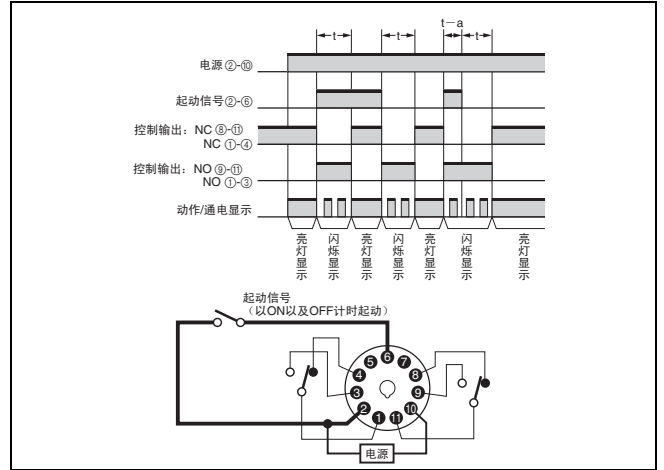 t－a
t t t
电源②-⑩
起动信号②-⑥
控制输出：NC ⑧-⑪
NC ①-④
控制输出：NO ⑨-⑪
NO ①-③
动作/通电显示
亮灯显示 闪烁显示 亮灯显示 闪烁显示 亮灯显示 闪烁显示 亮灯显示
起动信号
（以ON以及OFF计时起动）
5 6 7
4 8
3 9
2 10
1 11
电源